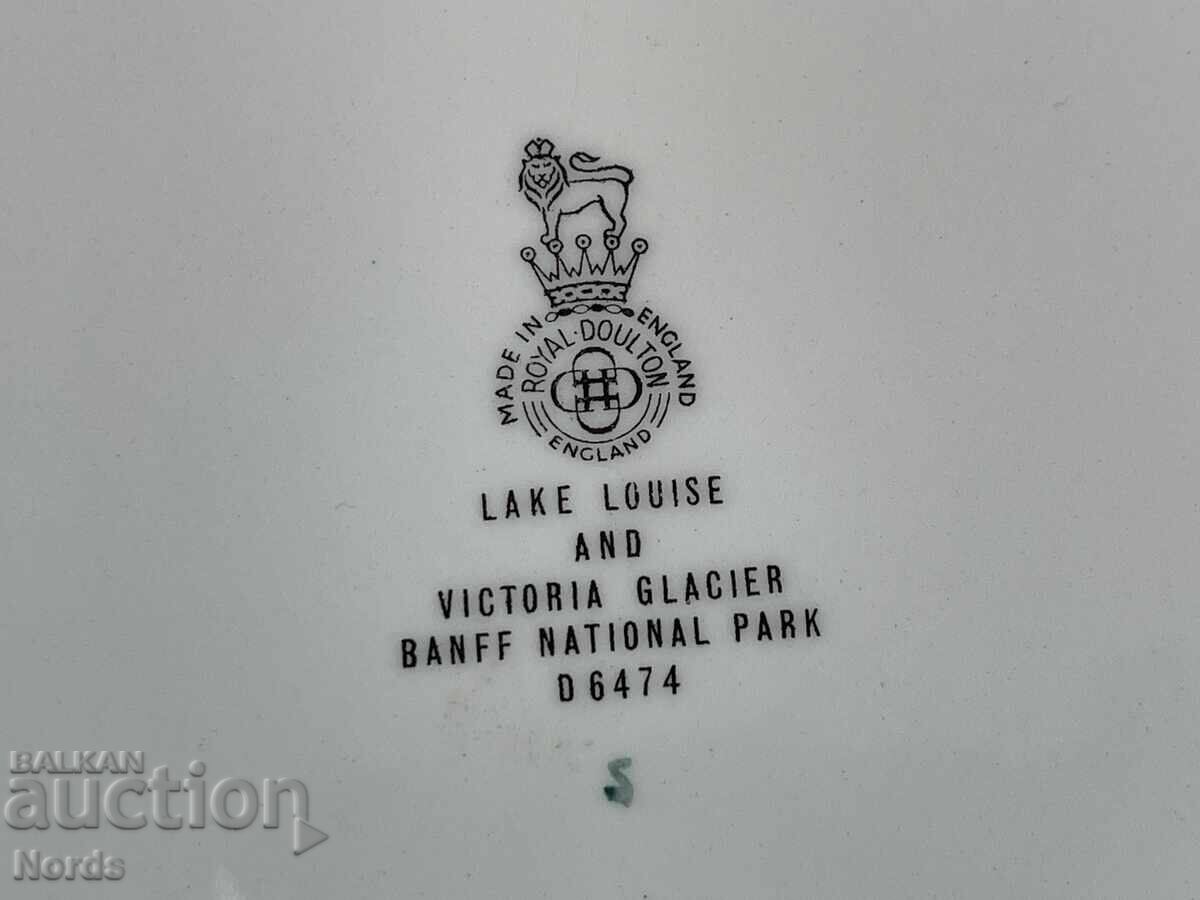 MADE IN ENGLAND
ROYAL·DOULTON
ENGLAND
LAKE LOUISE
AND
VICTORIA GLACIER
BANFF NATIONAL PARK
D6474
S
BALKAN
auction
Nords